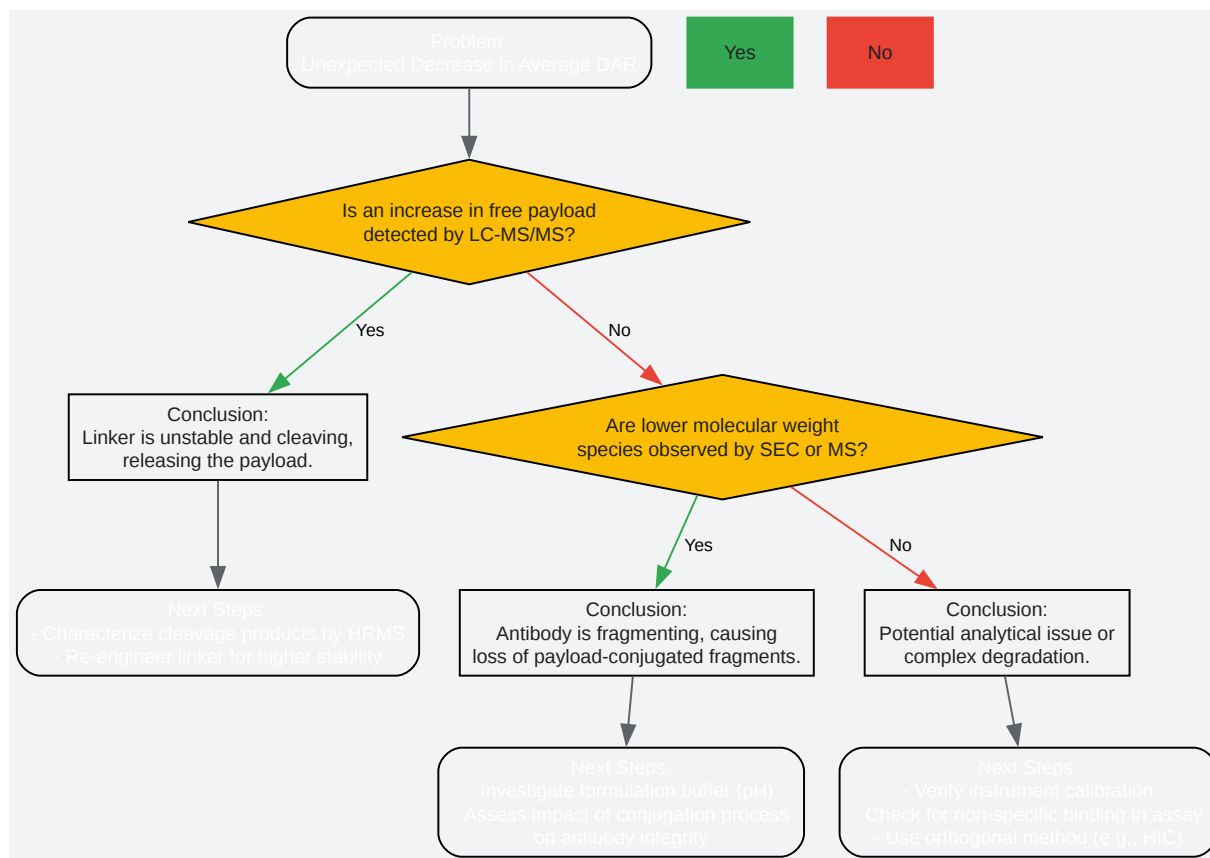 Problem:
Unexpected Decrease in Average DAR
Yes
No
Is an increase in free payload
detected by LC-MS/MS?
Yes
No
Conclusion:
Linker is unstable and cleaving,
releasing the payload.
Are lower molecular weight
species observed by SEC or MS?
Yes
No
Next Steps:
- Characterize cleavage products by HRMS
- Re-engineer linker for higher stability
Conclusion:
Antibody is fragmenting, causing
loss of payload-conjugated fragments.
Conclusion:
Potential analytical issue or
complex degradation.
Next Steps:
- Investigate formulation buffer (pH)
- Assess impact of conjugation process
on antibody integrity
Next Steps:
- Verify instrument calibration
- Check for non-specific binding in assay
- Use orthogonal method (e.g., HIC)